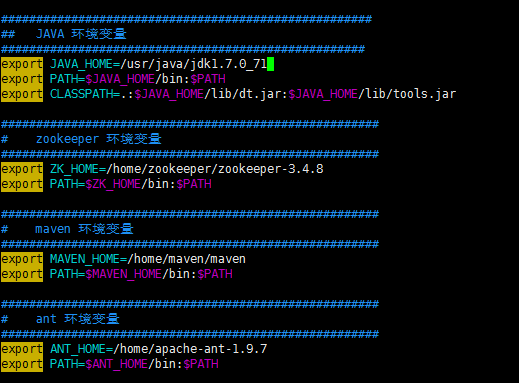 ####################################################
##   JAVA 环境变量
####################################################
export JAVA_HOME=/usr/java/jdk1.7.0_71
export PATH=$JAVA_HOME/bin:$PATH
export CLASSPATH=.:$JAVA_HOME/lib/dt.jar:$JAVA_HOME/lib/tools.jar
######################################################
#    zookeeper 环境变量
######################################################
export ZK_HOME=/home/zookeeper/zookeeper-3.4.8
export PATH=$ZK_HOME/bin:$PATH
######################################################
#    maven 环境变量
######################################################
export MAVEN_HOME=/home/maven/maven
export PATH=$MAVEN_HOME/bin:$PATH
######################################################
#    ant 环境变量
######################################################
export ANT_HOME=/home/apache-ant-1.9.7
export PATH=$ANT_HOME/bin:$PATH